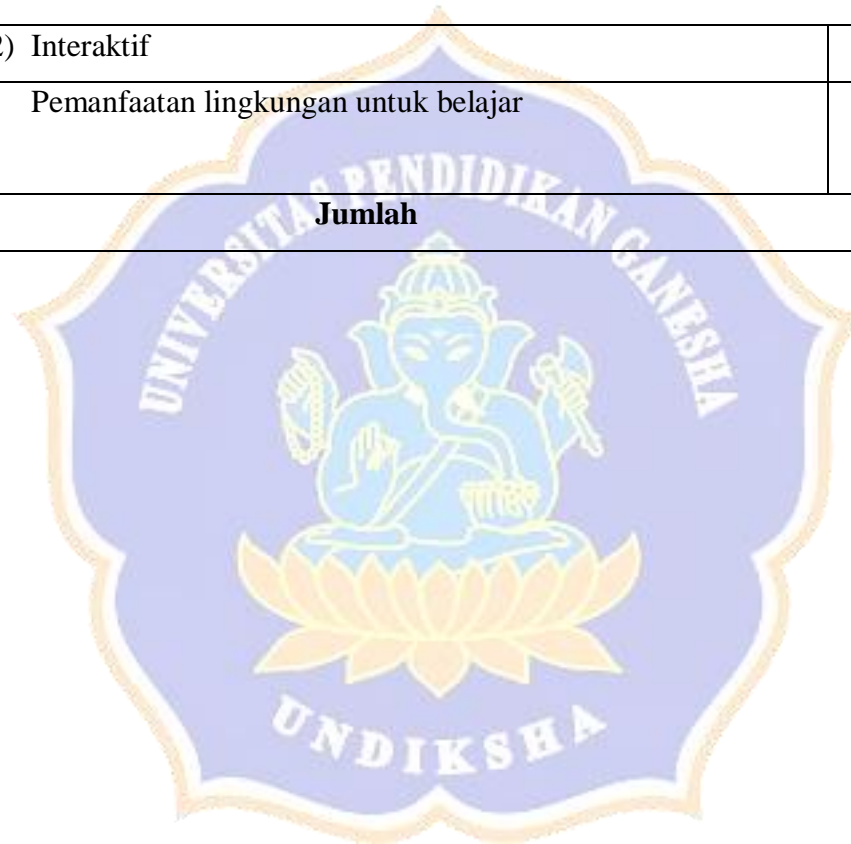 2) Interaktif
Pemanfaatan lingkungan untuk belajar
Jumlah
UNIVERSITAS PENDIDIKAN GANESHA
UNDIKSHA